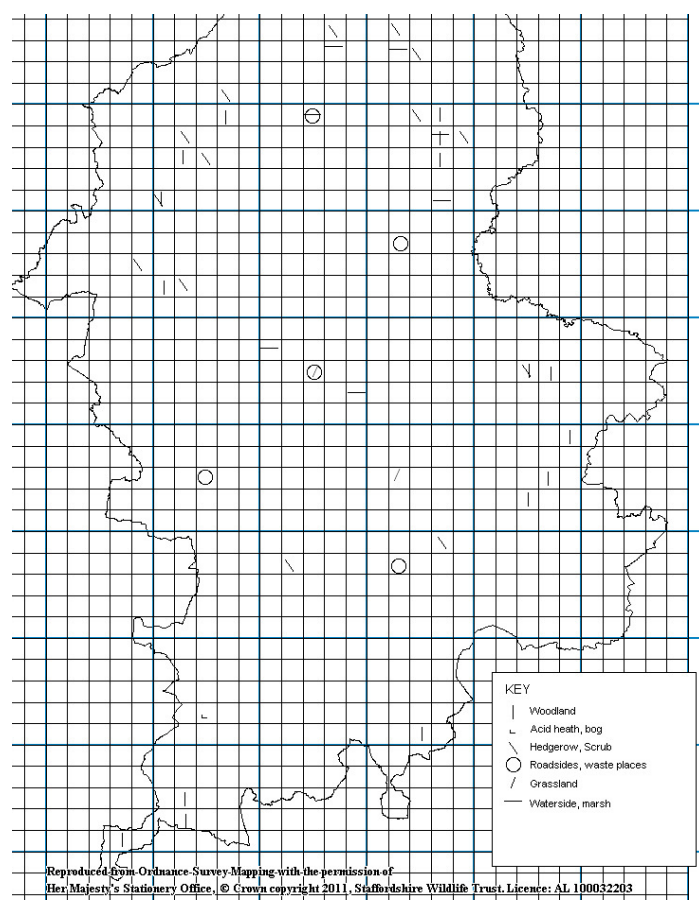 KEY
Woodland
Acid heath, bog
Hedgerow, Scrub
Roadsides, waste places
Grassland
Waterside, marsh
Reproduced from Ordnance Survey Mapping with the permission of
Her Majesty's Stationery Office, © Crown copyright 2011, Staffordshire Wildlife Trust. Licence: AL 100032203